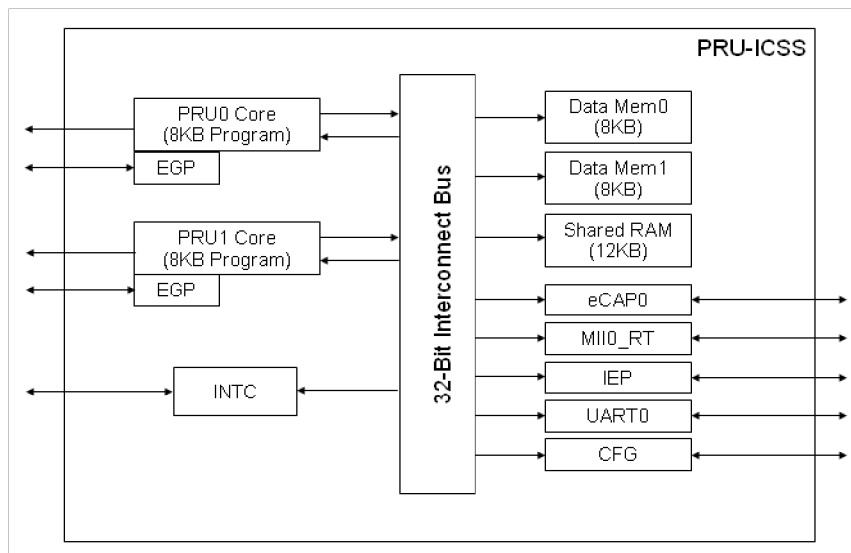 PRU-ICSS
PRU0 Core
(8KB Program)
EGP
PRU1 Core
(8KB Program)
EGP
INTC
32-Bit Interconnect Bus
Data Mem0
(8KB)
Data Mem1
(8KB)
Shared RAM
(12KB)
eCAP0
MII0_RT
IEP
UART0
CFG